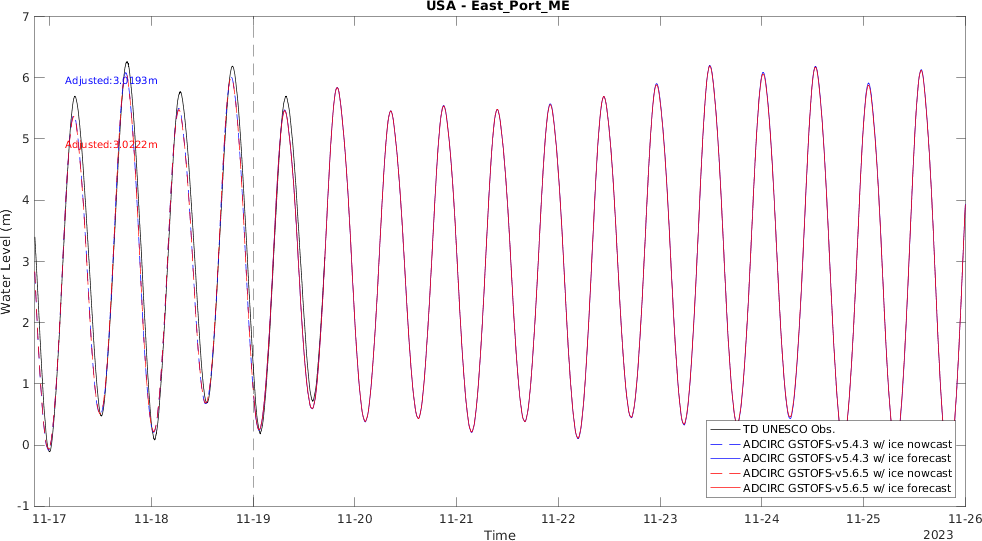 USA - East_Port_ME
7
6
5
4
3
2
1
0
-1
Water Level (m)
Adjusted:3.0193m
Adjusted:3.0222m
TD UNESCO Obs.
ADCIRC GSTOFS-v5.4.3 w/ ice nowcast
ADCIRC GSTOFS-v5.4.3 w/ ice forecast
ADCIRC GSTOFS-v5.6.5 w/ ice nowcast
ADCIRC GSTOFS-v5.6.5 w/ ice forecast
11-17 11-18 11-19 11-20 11-21 11-22 11-23 11-24 11-25 11-26
Time
2023